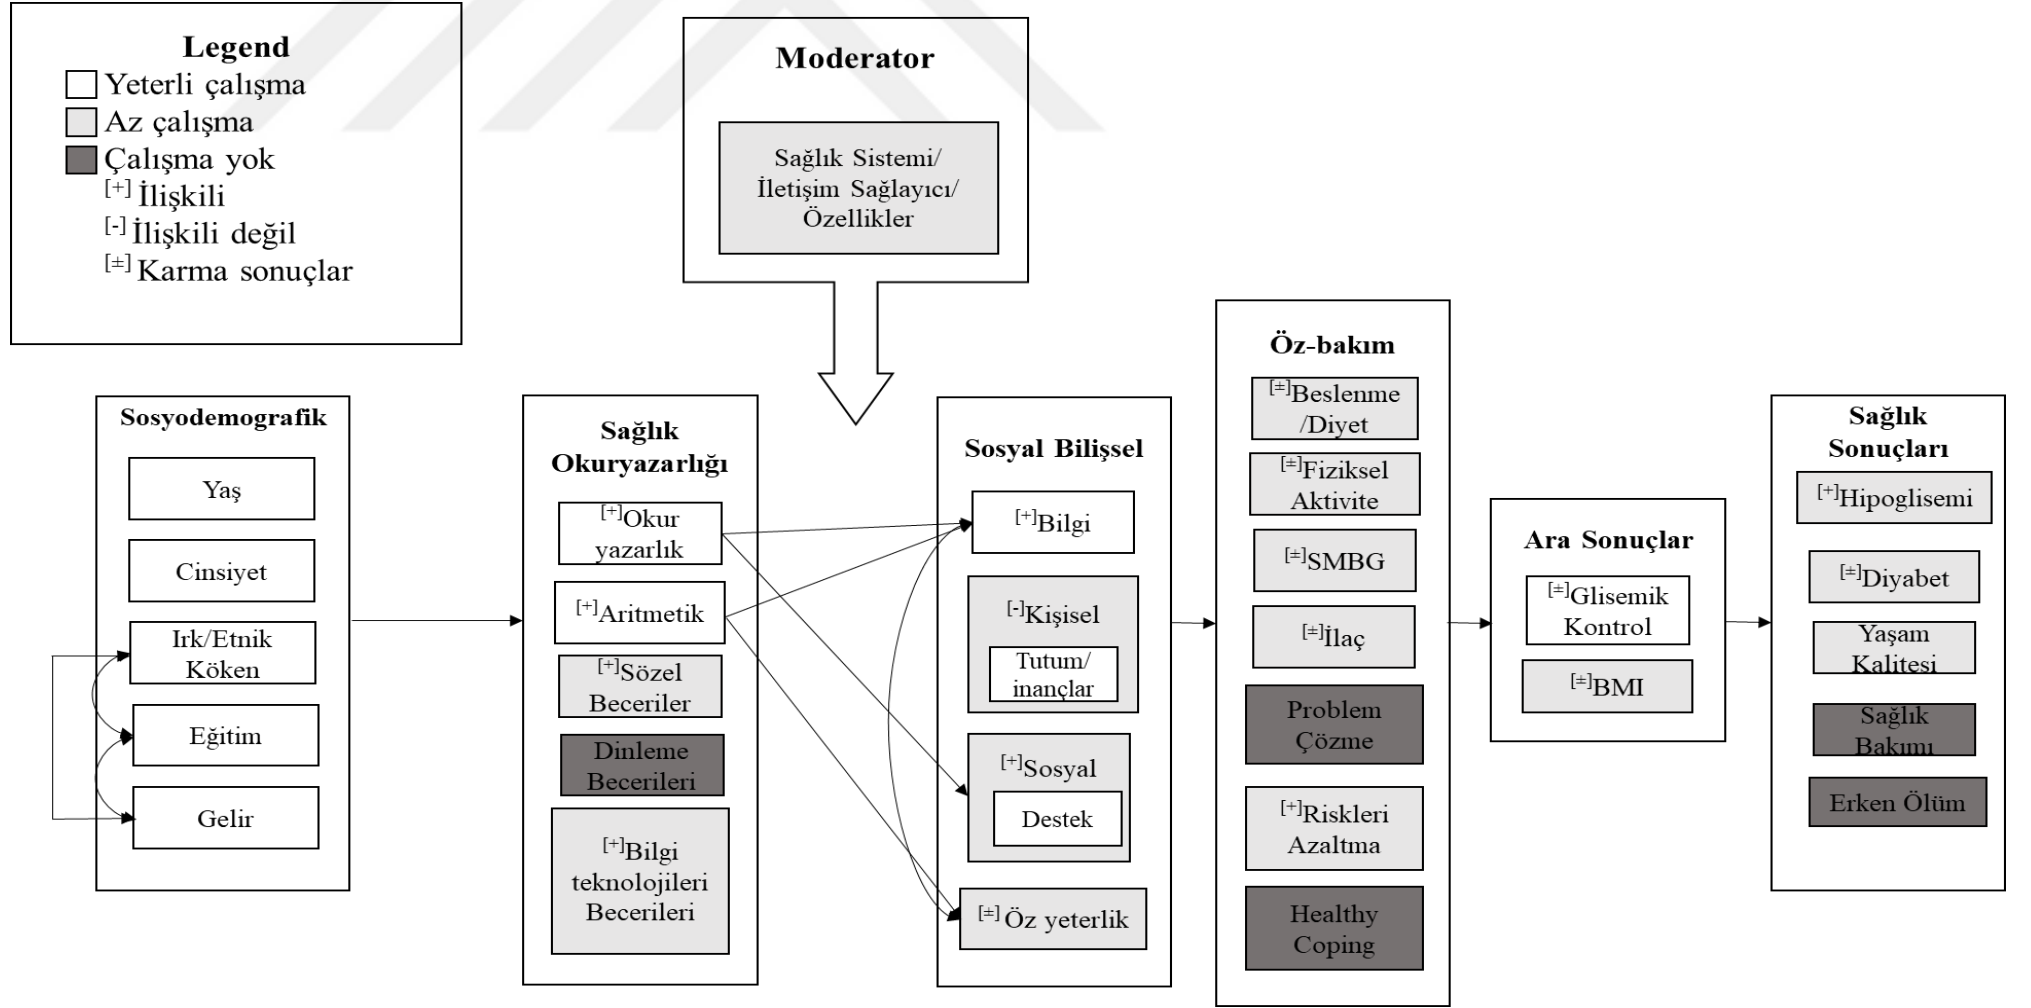 Legend
Yeterli çalışma
Az çalışma
Çalışma yok
[+] İlişkili
[-] İlişkili değil
[±] Karma sonuçlar
Moderator
Sağlık Sistemi/
İletişim Sağlayıcı/
Özellikler
Sosyodemografik
Yaş
Cinsiyet
Irk/Etnik
Köken
Eğitim
Gelir
Sağlık
Okuryazarlığı
[+]Okur
yazarlık
[+]Aritmetik
[+]Sözel
Beceriler
Dinleme
Becerileri
[+]Bilgi
teknolojileri
Becerileri
Sosyal Bilişsel
[+]Bilgi
[-]Kişisel
Tutum/
inançlar
[+]Sosyal
Destek
[±] Öz yeterlik
Öz-bakım
[±]Beslenme
/Diyet
[±]Fiziksel
Aktivite
[±]SMBG
[±]İlaç
Problem
Çözme
[+]Riskleri
Azaltma
Healthy
Coping
Ara Sonuçlar
[±]Glisemik
Kontrol
[±]BMI
Sağlık
Sonuçları
[+]Hipoglisemi
[±]Diyabet
Yaşam
Kalitesi
Sağlık
Bakımı
Erken Ölüm